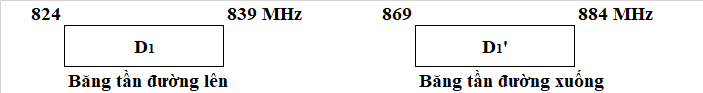 824 839 MHz 869 884 MHz
D1 D1'
Băng tần đường lên Băng tần đường xuống